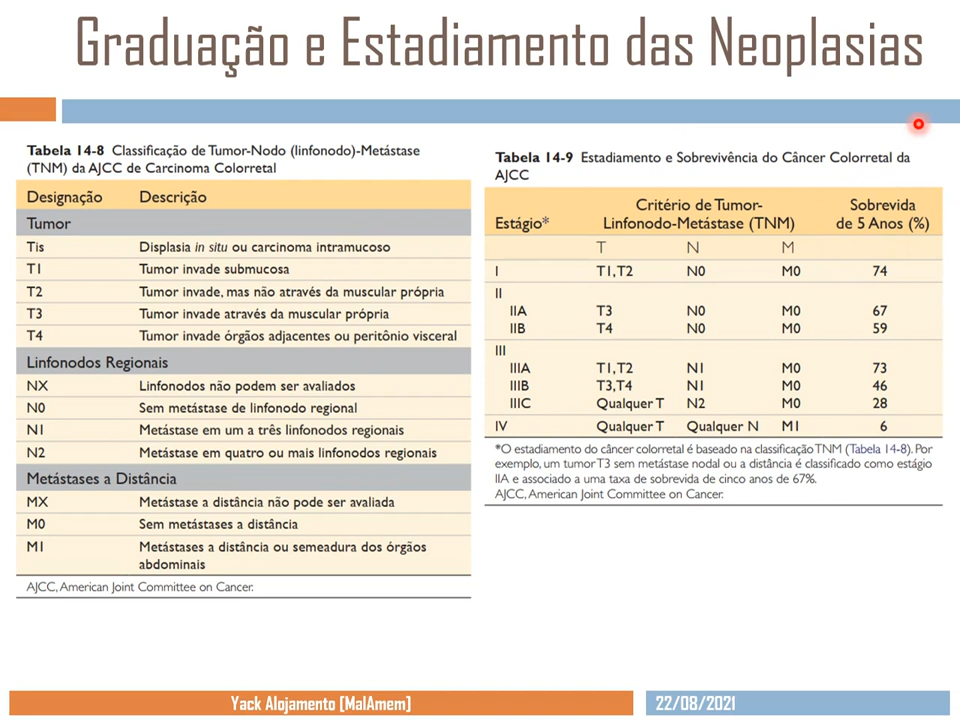 Graduação e Estadiamento das Neoplasias
Tabela 14-8 Classificação de Tumor-Nodo (linfonodo)-Metástase
(TNM) da AJCC de Carcinoma Colorretal
Designação Descrição
Tumor
Tis Displasia in situ ou carcinoma intramucoso
T1 Tumor invade submucosa
T2 Tumor invade, mas não através da muscular própria
T3 Tumor invade através da muscular própria
T4 Tumor invade órgãos adjacentes ou peritônio visceral
Linfonodos Regionais
NX Linfonodos não podem ser avaliados
N0 Sem metástase de linfonodo regional
N1 Metástase em um a três linfonodos regionais
N2 Metástase em quatro ou mais linfonodos regionais
Metástases a Distância
MX Metástase a distância não pode ser avaliada
M0 Sem metástases a distância
M1 Metástases a distância ou semeadura dos órgãos
abdominais
AJCC, American Joint Committee on Cancer.
Tabela 14-9 Estadiamento e Sobrevivência do Câncer Colorretal da
AJCC
Critério de Tumor- Sobrevida
Estágio* Linfonodo-Metástase (TNM) de 5 Anos (%)
T N M
I T1, T2 N0 M0 74
II
IIA T3 N0 M0 67
IIB T4 N0 M0 59
III
IIIA T1, T2 N1 M0 73
IIIB T3, T4 N1 M0 46
IIIC Qualquer T N2 M0 28
IV Qualquer T Qualquer N M1 6
*O estadiamento do câncer colorretal é baseado na classificação TNM (Tabela 14-8). Por
exemplo, um tumor T3 sem metástase nodal ou a distância é classificado como estágio
IIA e associado a uma taxa de sobrevida de cinco anos de 67%.
AJCC, American Joint Committee on Cancer.
Yack Alojamento [MalAmem]
22/08/2021